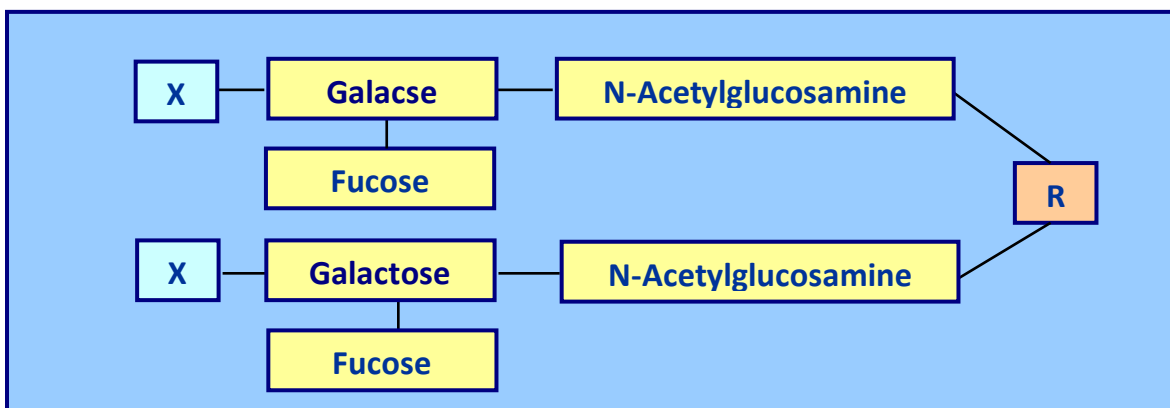 X Galacse N-Acetylglucosamine
Fucose
R
X Galactose N-Acetylglucosamine
Fucose